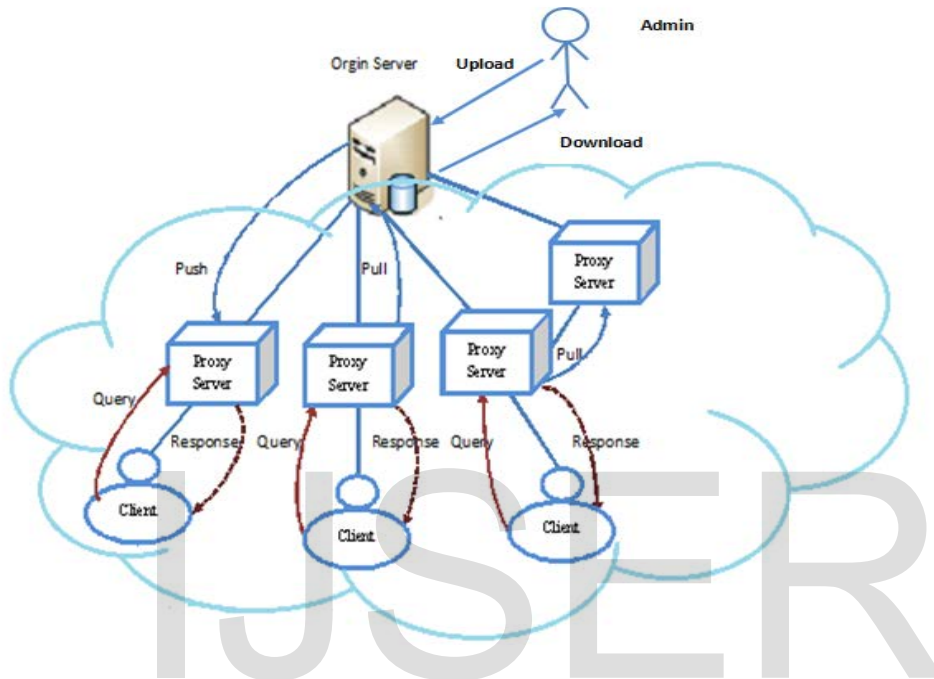 Admin
Orgin Server
Upload
Download
Proxy
Server
Push
Pull
Proxy
Server
Proxy
Server
Proxy
Server
Pull
Query
Response
Query
Response
Query
Response
Client
Client
Client
IJSER